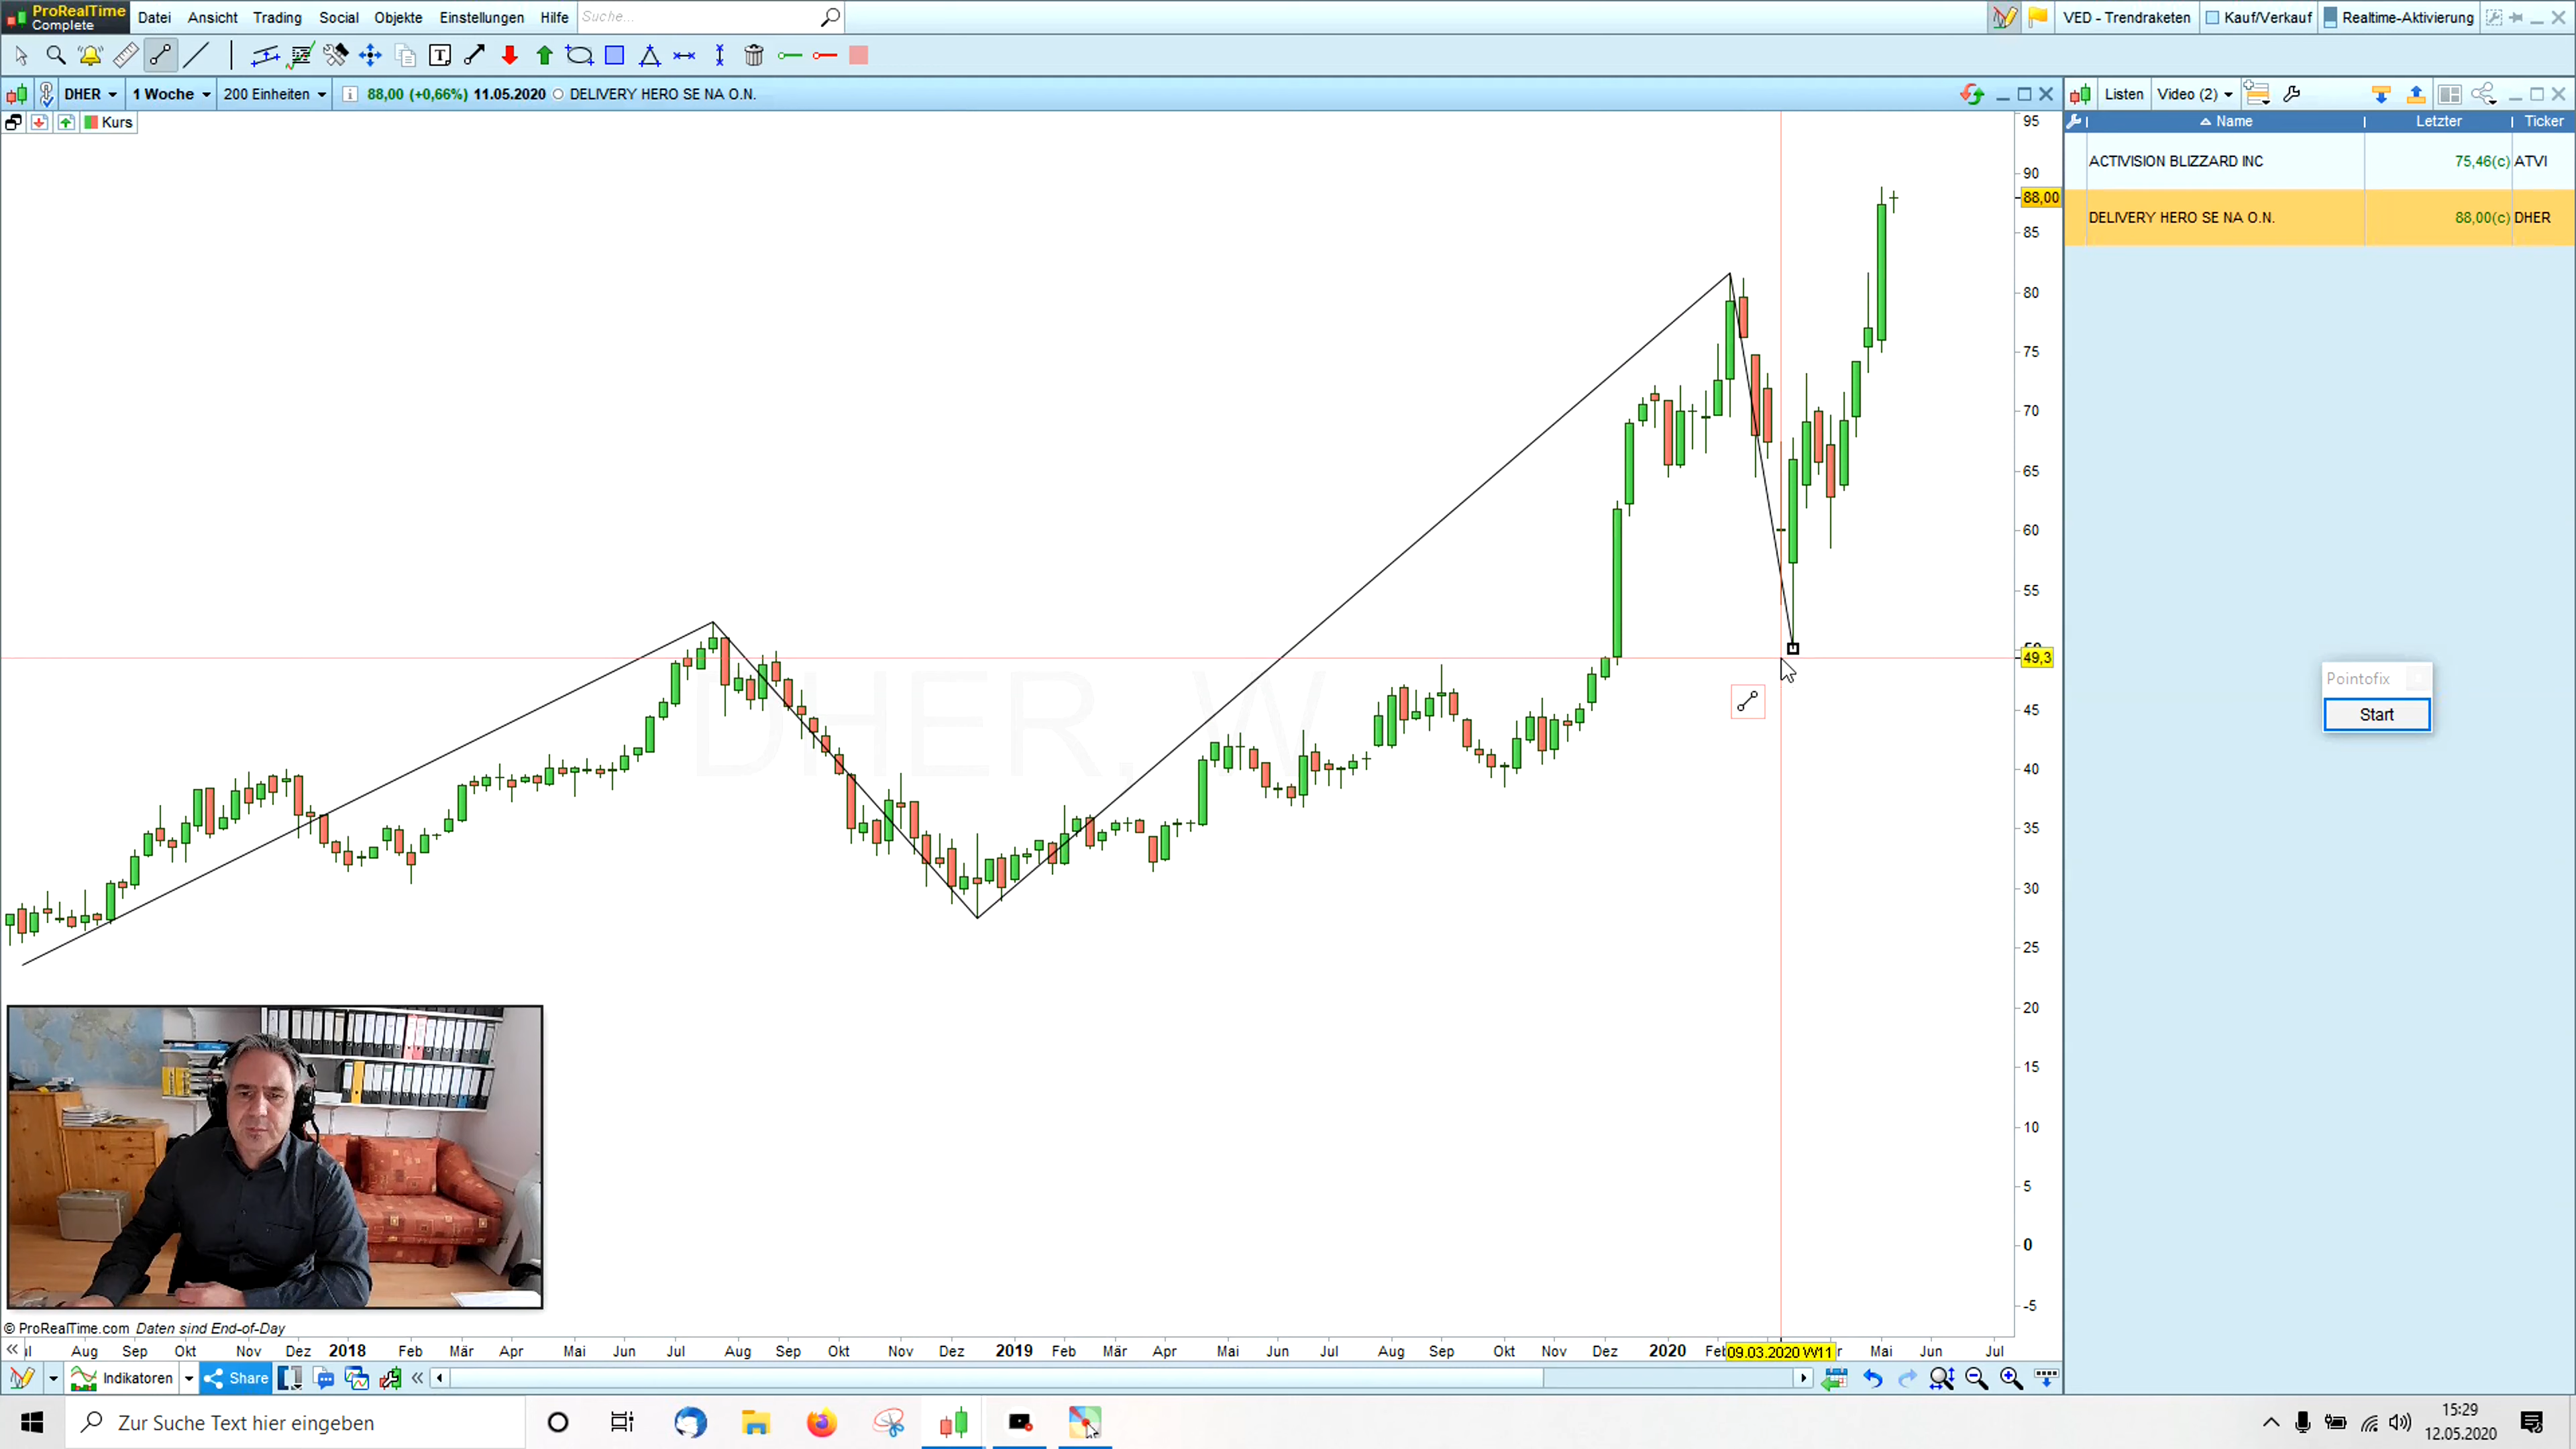 ProRealTime
Complete
Datei Ansicht Trading Social Objekte Einstellungen Hilfe Suche...
VED - Trendraketen Kauf/Verkauf Realtime-Aktivierung
DHER 1 Woche 200 Einheiten 88,00 (+0,66%) 11.05.2020 DELIVERY HERO SE NA O.N.
Listen Video (2)
Kurs
Name Letzter Ticker
ACTIVISION BLIZZARD INC 75,46(c) ATVI
DELIVERY HERO SE NA O.N. 88,00(c) DHER
95
90
88,00
85
80
75
70
65
60
55
49,3
45
40
35
30
25
20
15
10
5
0
-5
DHER, W
Pointofix
Start
© ProRealTime.com Daten sind End-of-Day
Aug Sep Okt Nov Dez 2018 Feb Mär Apr Mai Jun Jul Aug Sep Okt Nov Dez 2019 Feb Mär Apr Mai Jun Jul Aug Sep Okt Nov Dez 2020 09.03.2020 W11 Mai Jun Jul
Indikatoren Share
Zur Suche Text hier eingeben
15:29
12.05.2020